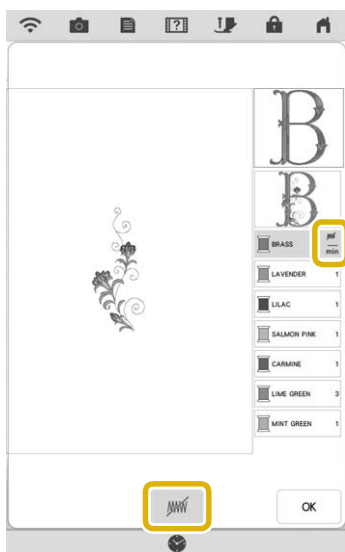 ?
BRASS
min
LAVENDER 1
LILAC 1
SALMON PINK 1
CARMINE 1
LIME GREEN 3
MINT GREEN 1
OK